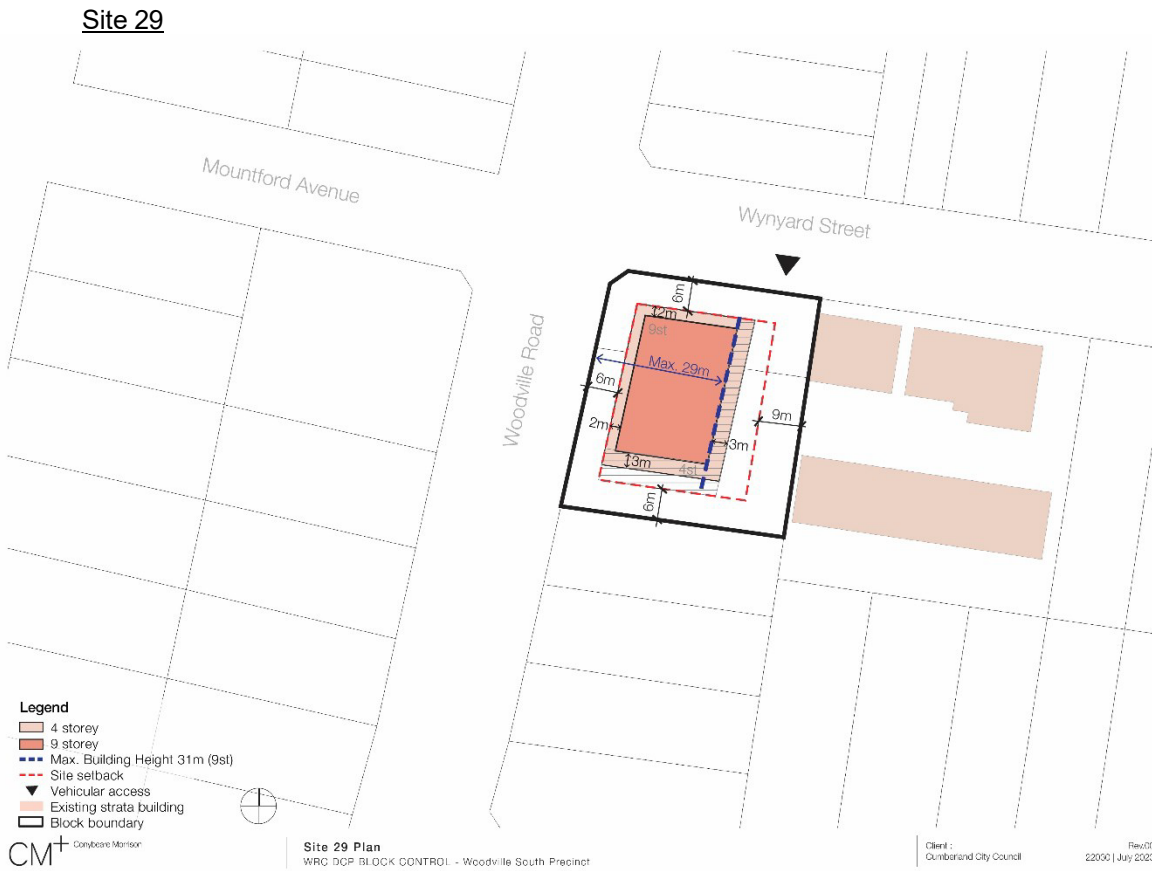 Site 29
Mountford Avenue
Wynyard Street
Woodville Road
6m
2m
9st
Max. 29m
6m
9m
2m
3m
3m
4st
6m
Legend
4 storey
9 storey
Max. Building Height 31m (9st)
Site setback
Vehicular access
Existing strata building
Block boundary
CM+ Conybeare Morrison
Site 29 Plan
WRC DCP BLOCK CONTROL - Woodville South Precinct
Client :
Cumberland City Council
22030 | July 2023